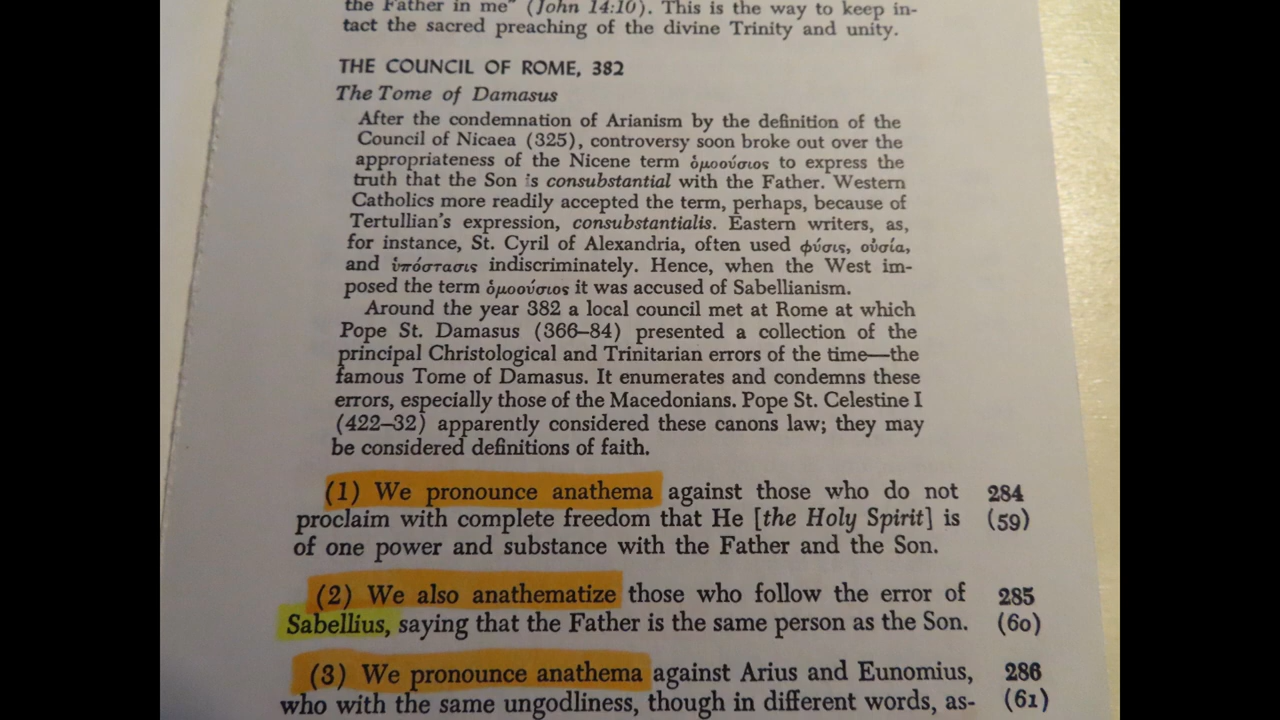 the Father in me" (John 14:10). This is the way to keep in-
tact the sacred preaching of the divine Trinity and unity.
THE COUNCIL OF ROME, 382
The Tome of Damasus
After the condemnation of Arianism by the definition of the
Council of Nicaea (325), controversy soon broke out over the
appropriateness of the Nicene term ὁμοούσιος to express the
truth that the Son is consubstantial with the Father. Western
Catholics more readily accepted the term, perhaps, because of
Tertullian's expression, consubstantialis. Eastern writers, as,
for instance, St. Cyril of Alexandria, often used φύσις, οὐσία,
and ὑπόστασις indiscriminately. Hence, when the West im-
posed the term ὁμοούσιος it was accused of Sabellianism.
Around the year 382 a local council met at Rome at which
Pope St. Damasus (366–84) presented a collection of the
principal Christological and Trinitarian errors of the time—the
famous Tome of Damasus. It enumerates and condemns these
errors, especially those of the Macedonians. Pope St. Celestine I
(422–32) apparently considered these canons law; they may
be considered definitions of faith.
(1) We pronounce anathema against those who do not 284
proclaim with complete freedom that He [the Holy Spirit] is (59)
of one power and substance with the Father and the Son.
(2) We also anathematize those who follow the error of 285
Sabellius, saying that the Father is the same person as the Son. (60)
(3) We pronounce anathema against Arius and Eunomius, 286
who with the same ungodliness, though in different words, as- (61)